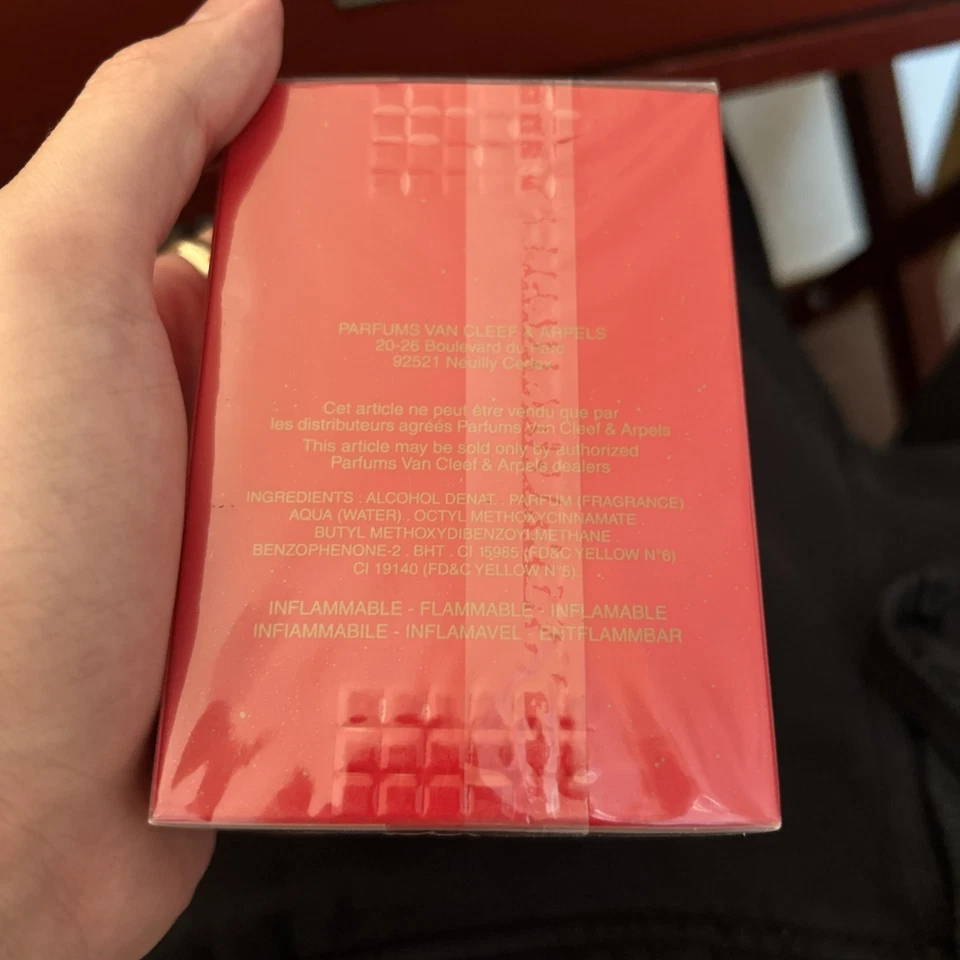 PARFUMS VAN CLEEF & ARPELS
20-26 Boulevard du Parc
92521 Neuilly Cedex
Cet article ne peut être vendu que par
les distributeurs agréés Parfums Van Cleef & Arpels
This article may be sold only by authorized
Parfums Van Cleef & Arpels dealers
INGREDIENTS : ALCOHOL DENAT. . PARFUM (FRAGRANCE)
AQUA (WATER) . OCTYL METHOXYCINNAMATE .
BUTYL METHOXYDIBENZOYLMETHANE .
BENZOPHENONE-2 . BHT . CI 15985 (FD&C YELLOW N°6)
CI 19140 (FD&C YELLOW N°5).
INFLAMMABLE - FLAMMABLE - INFLAMABLE
INFIAMMABILE - INFLAMAVEL - ENTFLAMMBAR